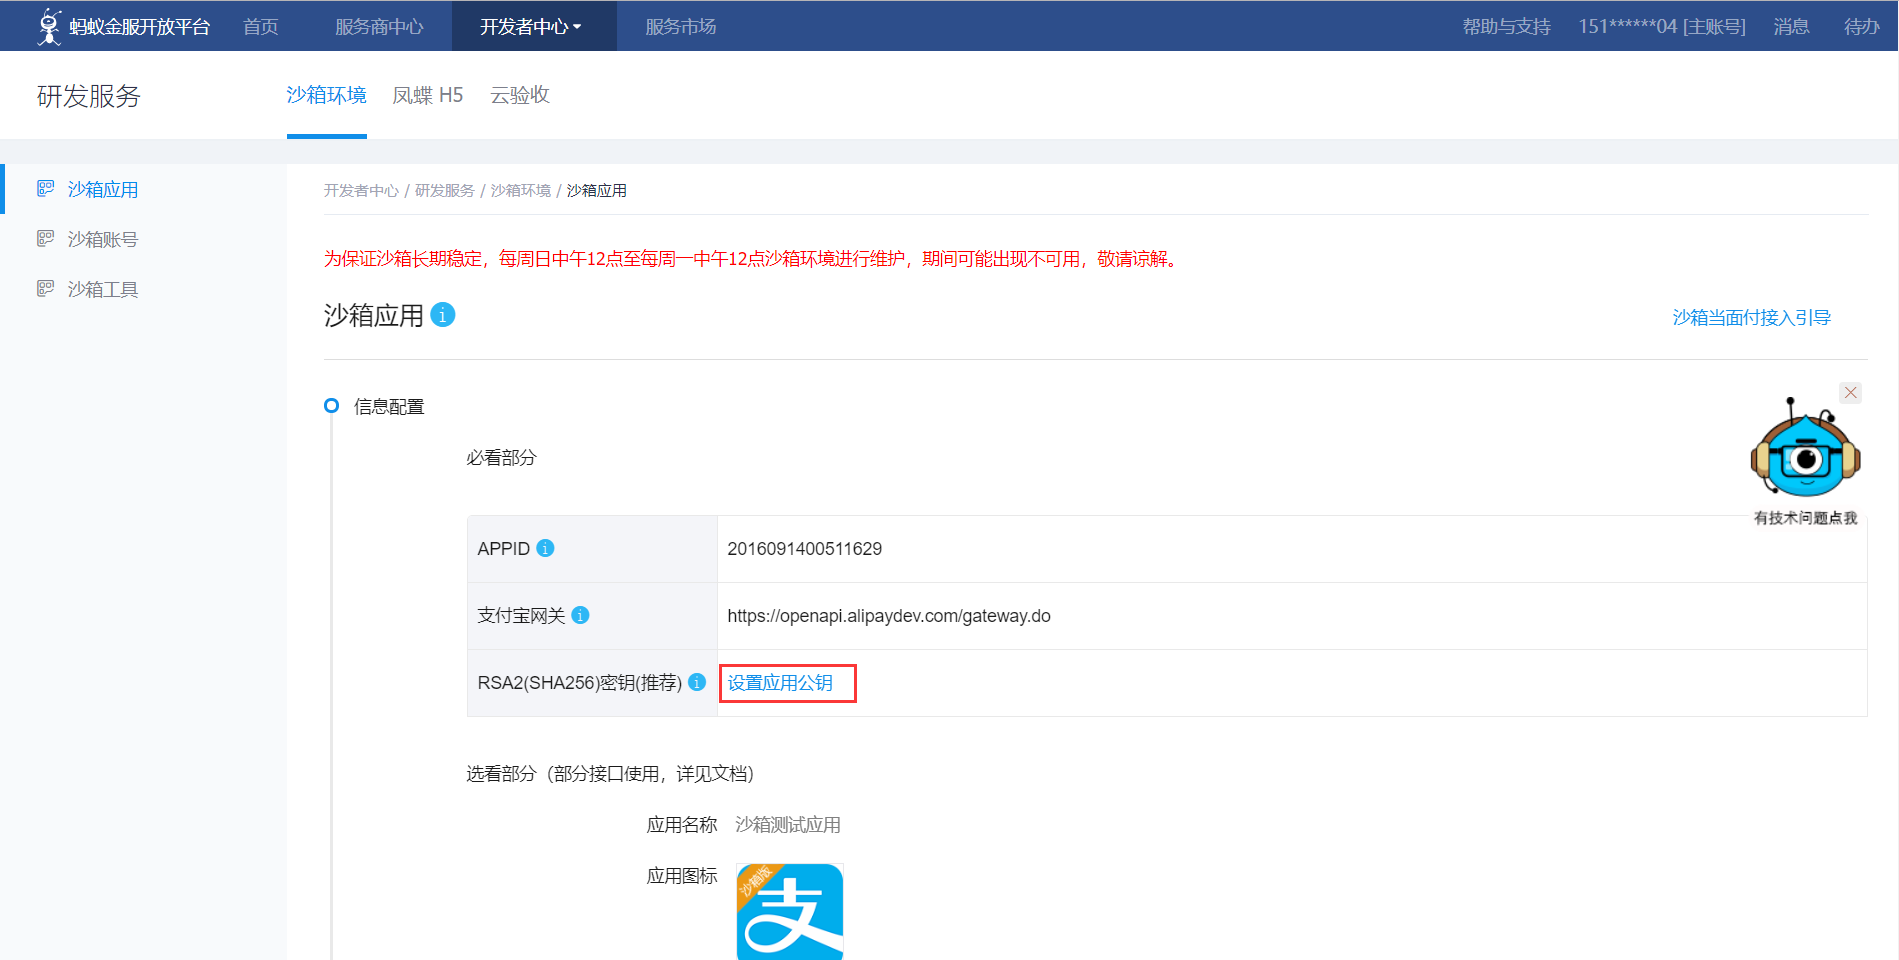 蚂蚁金服开放平台 首页 服务商中心 开发者中心 服务市场 帮助与支持 151******04 [主账号] 消息 待办
研发服务 沙箱环境 凤蝶 H5 云验收
沙箱应用
沙箱账号
沙箱工具
开发者中心 / 研发服务 / 沙箱环境 / 沙箱应用
为保证沙箱长期稳定，每周日中午12点至每周一中午12点沙箱环境进行维护，期间可能出现不可用，敬请谅解。
沙箱应用
沙箱当面付接入引导
信息配置
必看部分
有技术问题点我
APPID 2016091400511629
支付宝网关 https://openapi.alipaydev.com/gateway.do
RSA2(SHA256)密钥(推荐) 设置应用公钥
选看部分（部分接口使用，详见文档）
应用名称 沙箱测试应用
应用图标
沙箱版
支